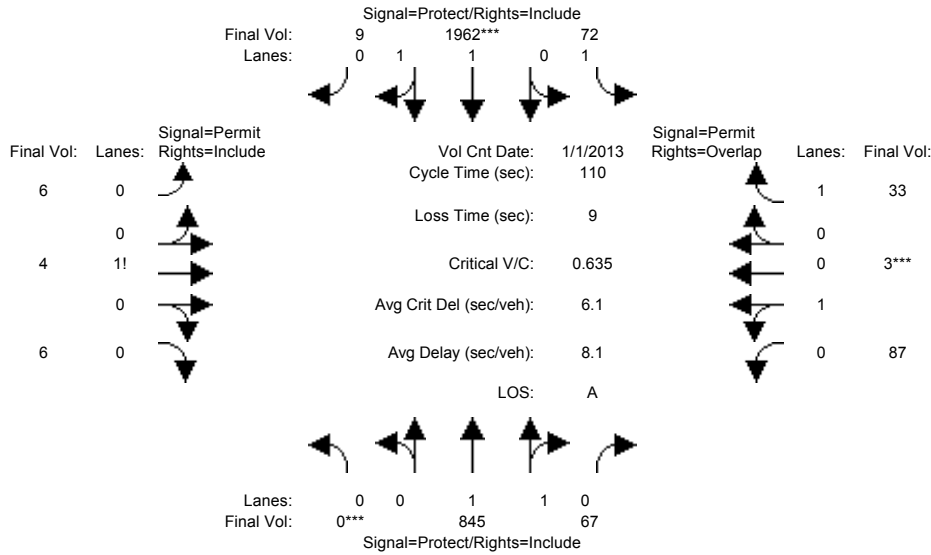 Signal=Protect/Rights=Include
Final Vol: 9 1962*** 72
Lanes: 0 1 1 0 1
Signal=Permit Signal=Permit
Final Vol: Lanes: Rights=Include Vol Cnt Date: 1/1/2013 Rights=Overlap Lanes: Final Vol:
Cycle Time (sec): 110
6 0 1 33
Loss Time (sec): 9
0 0
4 1! Critical V/C: 0.635 0 3***
0 Avg Crit Del (sec/veh): 6.1 1
6 0 Avg Delay (sec/veh): 8.1 0 87
LOS: A
Lanes: 0 0 1 1 0
Final Vol: 0*** 845 67
Signal=Protect/Rights=Include